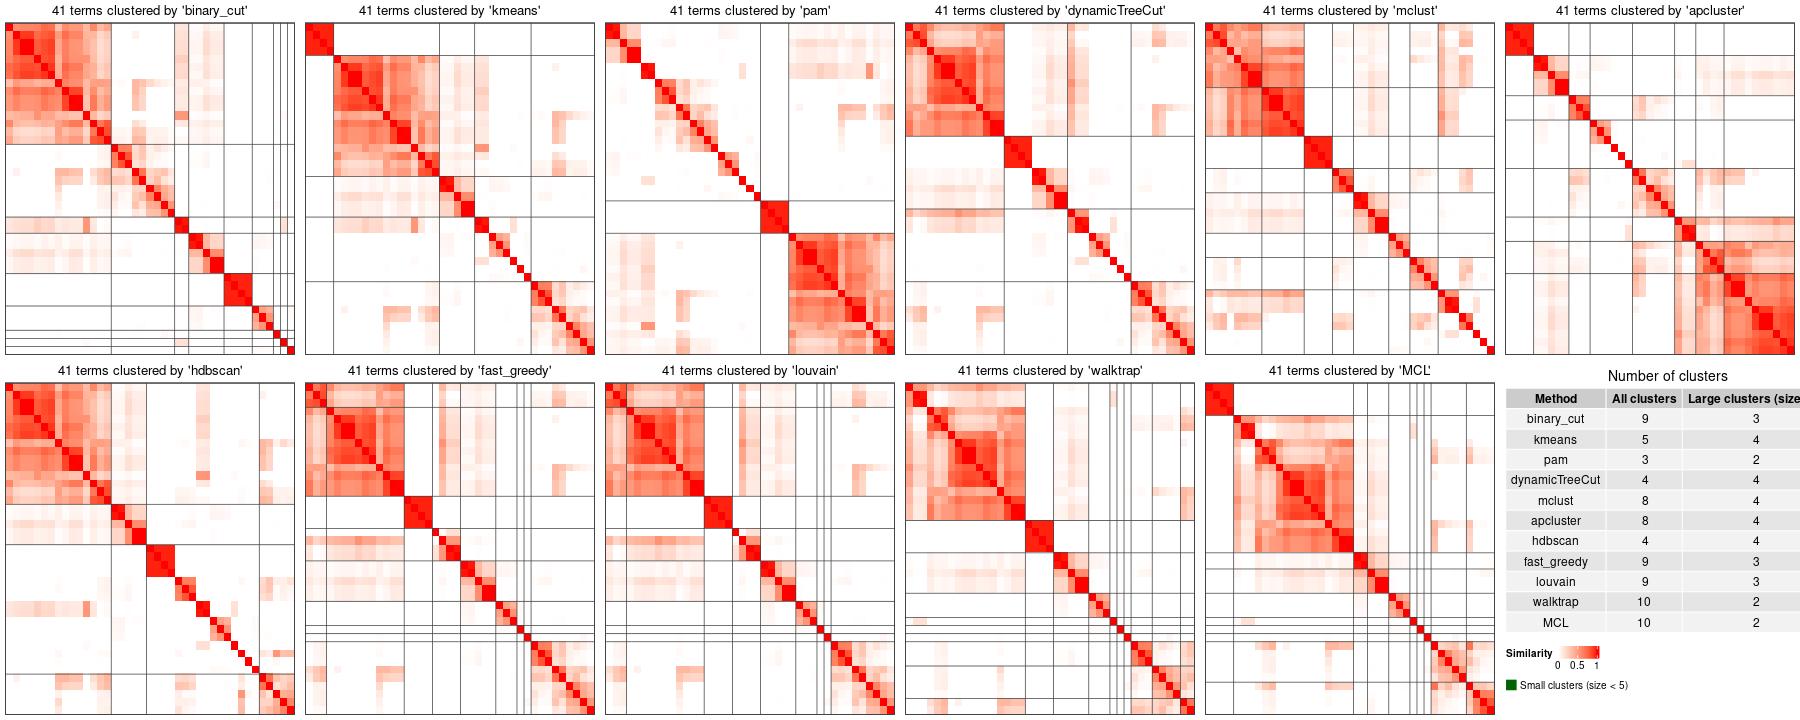 41 terms clustered by 'binary_cut'
41 terms clustered by 'kmeans'
41 terms clustered by 'pam'
41 terms clustered by 'dynamicTreeCut'
41 terms clustered by 'mclust'
41 terms clustered by 'apcluster'
41 terms clustered by 'hdbscan'
41 terms clustered by 'fast_greedy'
41 terms clustered by 'louvain'
41 terms clustered by 'walktrap'
41 terms clustered by 'MCL'
Number of clusters
Method All clusters Large clusters (size
binary_cut 9 3
kmeans 5 4
pam 3 2
dynamicTreeCut 4 4
mclust 8 4
apcluster 8 4
hdbscan 4 4
fast_greedy 9 3
louvain 9 3
walktrap 10 2
MCL 10 2
Similarity
0 0.5 1
Small clusters (size < 5)